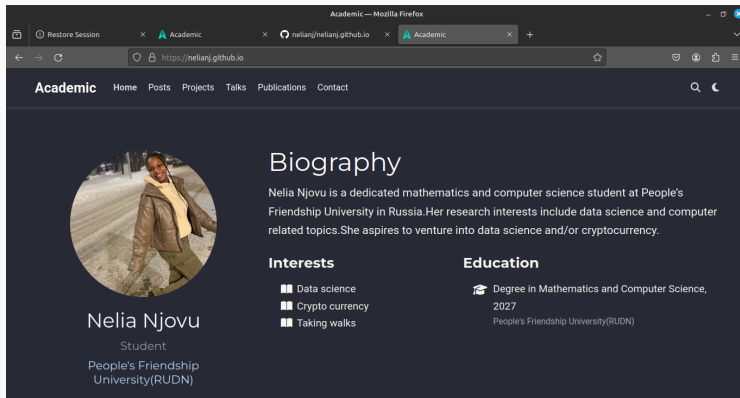 Academic — Mozilla Firefox
Restore Session
Academic
nelianj/nelianj.github.io
Academic
https://nelianj.github.io
Academic Home Posts Projects Talks Publications Contact
Biography
Nelia Njovu is a dedicated mathematics and computer science student at People's
Friendship University in Russia.Her research interests include data science and computer
related topics.She aspires to venture into data science and/or cryptocurrency.
Interests
Data science
Crypto currency
Taking walks
Education
Degree in Mathematics and Computer Science,
2027
People's Friendship University(RUDN)
Nelia Njovu
Student
People's Friendship
University(RUDN)